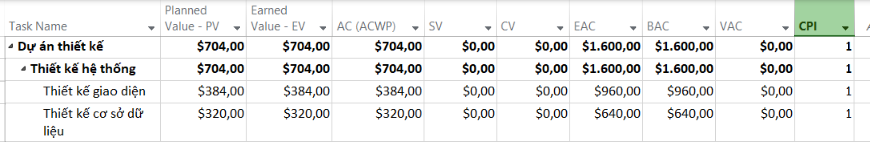 Task Name Planned Value - PV Earned Value - EV AC (ACWP) SV CV EAC BAC VAC CPI
Dự án thiết kế $704,00 $704,00 $704,00 $0,00 $0,00 $1.600,00 $1.600,00 $0,00 1
Thiết kế hệ thống $704,00 $704,00 $704,00 $0,00 $0,00 $1.600,00 $1.600,00 $0,00 1
Thiết kế giao diện $384,00 $384,00 $384,00 $0,00 $0,00 $960,00 $960,00 $0,00 1
Thiết kế cơ sở dữ $320,00 $320,00 $320,00 $0,00 $0,00 $640,00 $640,00 $0,00 1
liệu